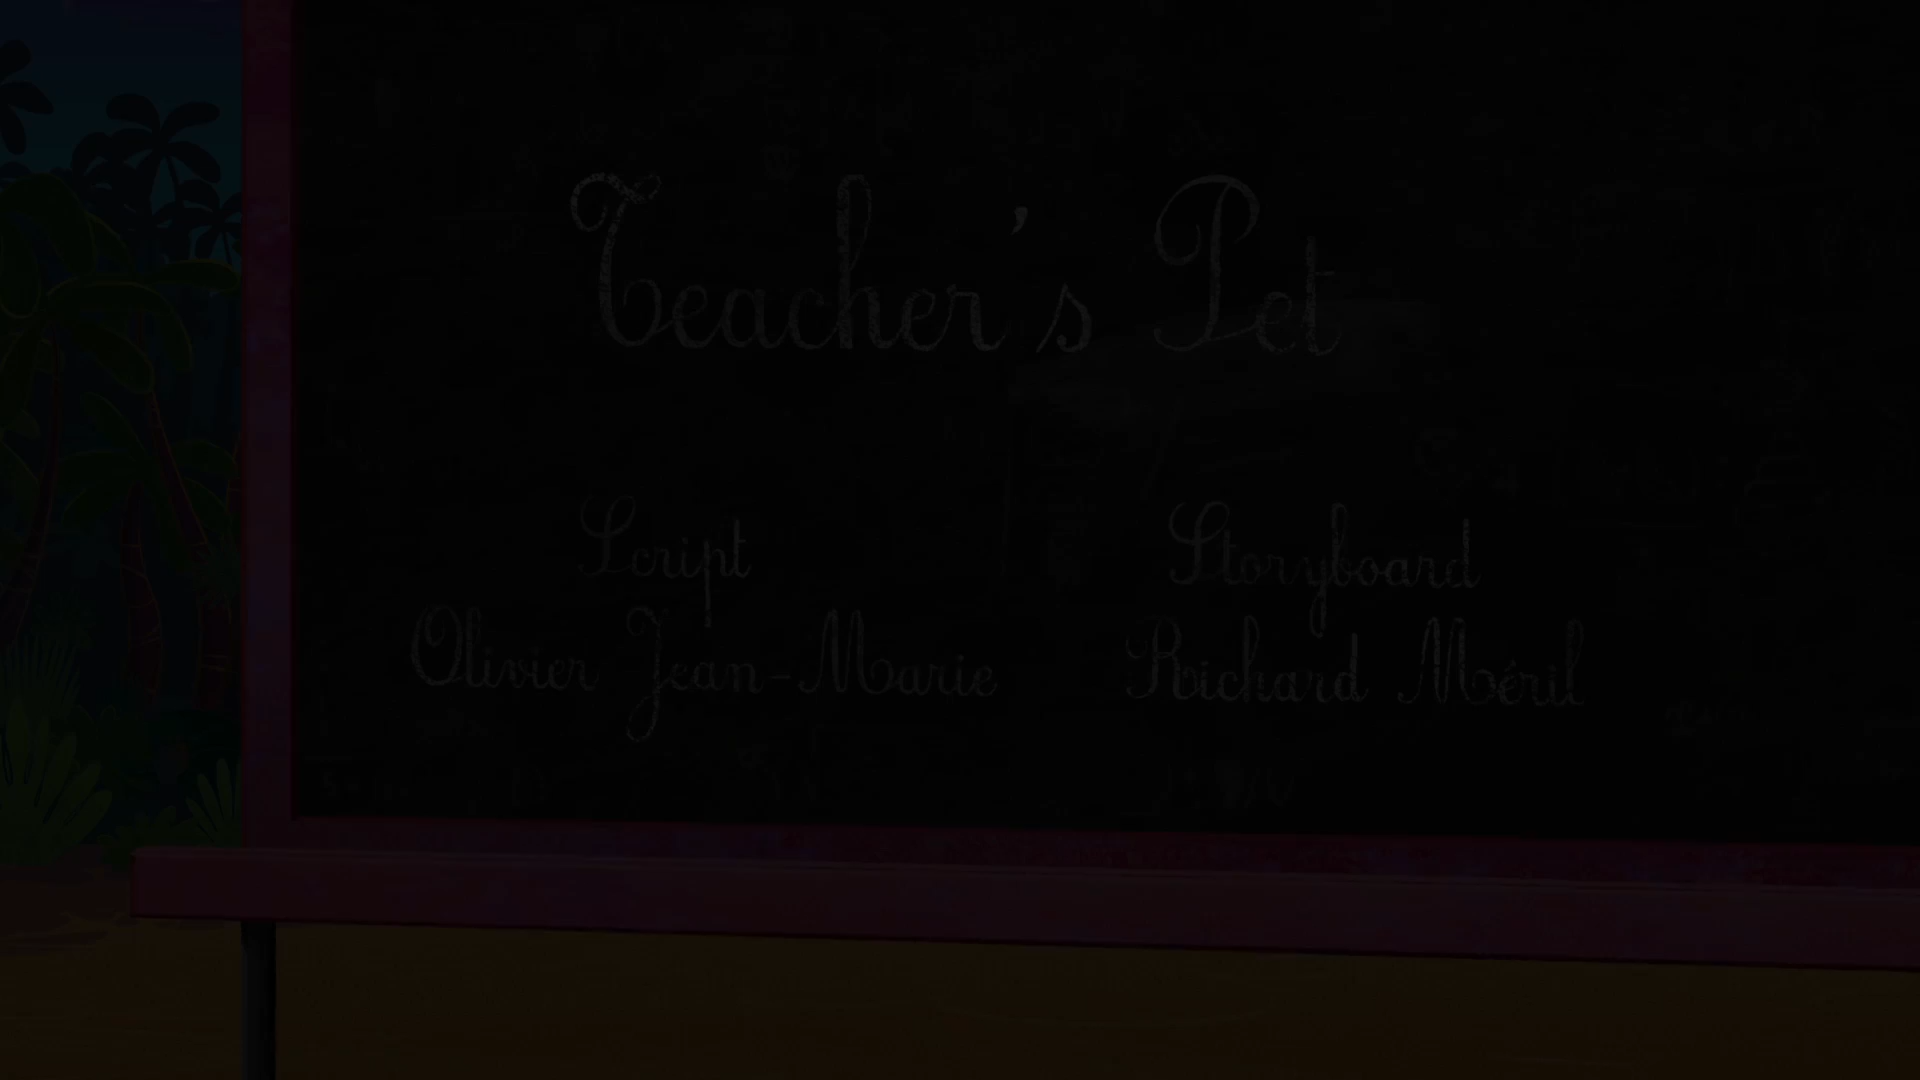 Teacher's Pet
Script
Olivier Jean-Marie
Storyboard
Richard Méril